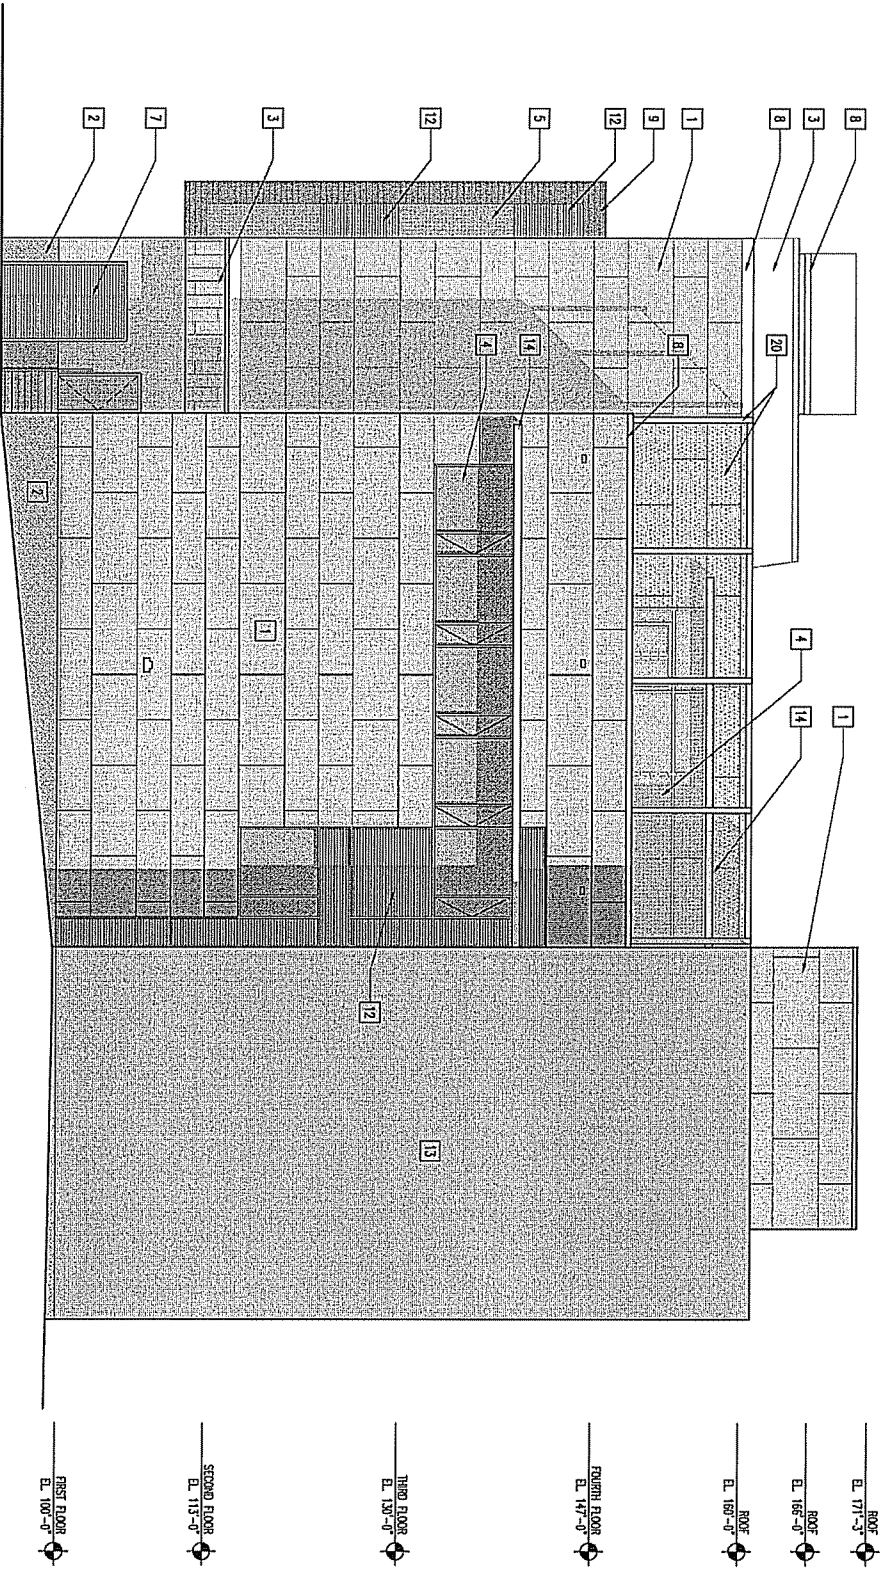 8
3
8
1
9
12
5
12
3
7
2
20
8
14
4
1
14
4
11
2
12
13
ROOF
EL. 171'-3"
ROOF
EL. 166'-0"
ROOF
EL. 160'-0"
FOURTH FLOOR
EL. 147'-0"
THIRD FLOOR
EL. 130'-0"
SECOND FLOOR
EL. 113'-0"
FIRST FLOOR
EL. 100'-0"